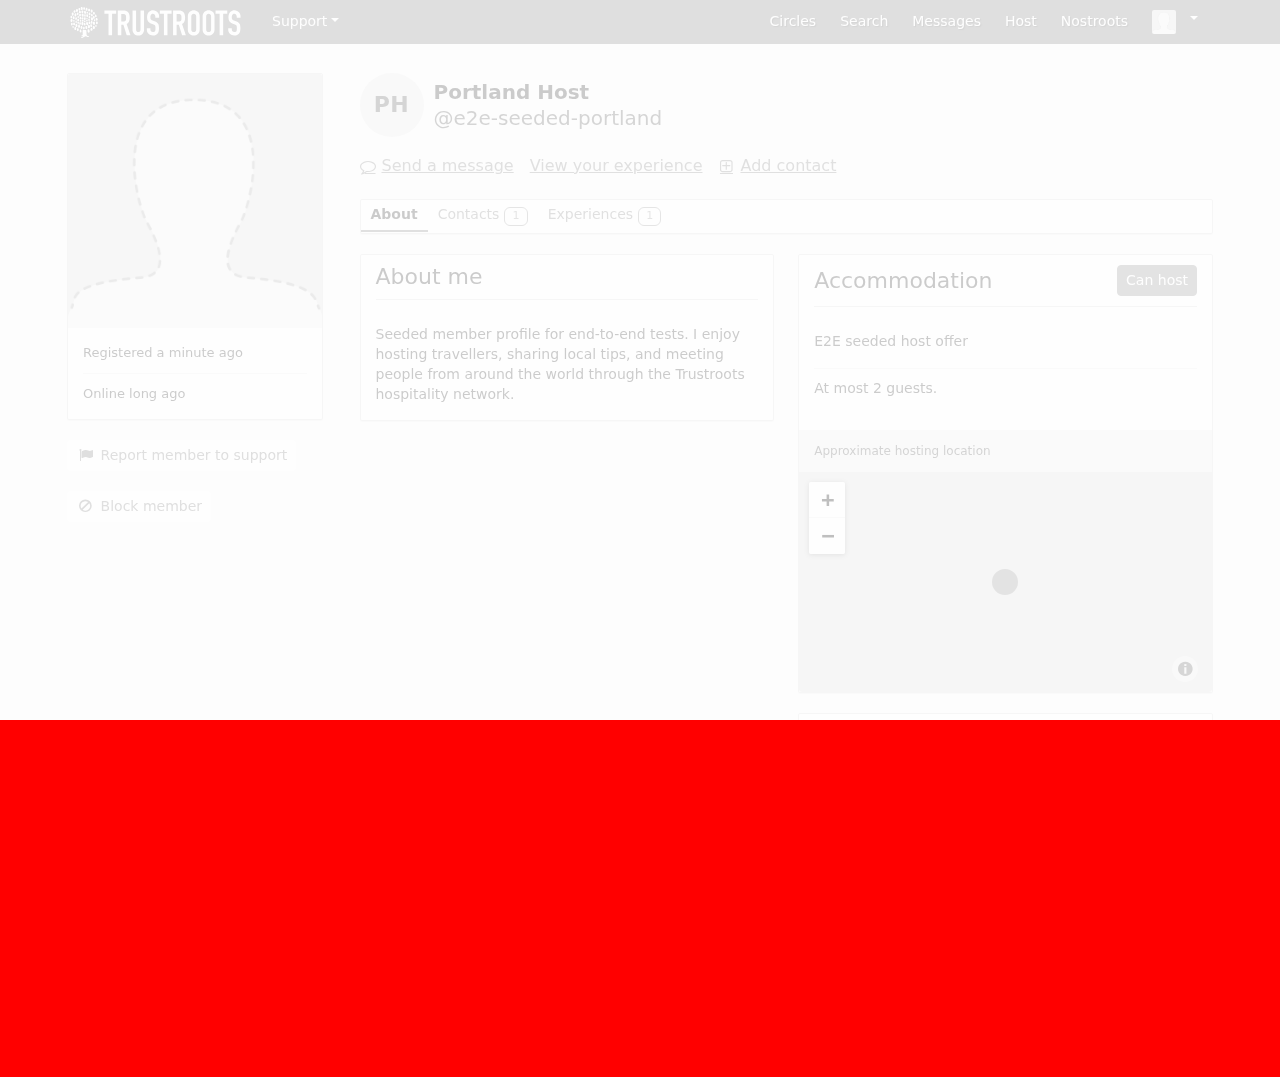 TRUSTROOTS Support Circles Search Messages Host Nostroots
PH
Portland Host
@e2e-seeded-portland
Send a message View your experience Add contact
About Contacts 1 Experiences 1
About me
Seeded member profile for end-to-end tests. I enjoy
hosting travellers, sharing local tips, and meeting
people from around the world through the Trustroots
hospitality network.
Accommodation Can host
E2E seeded host offer
At most 2 guests.
Approximate hosting location
+
−
Registered a minute ago
Online long ago
Report member to support
Block member